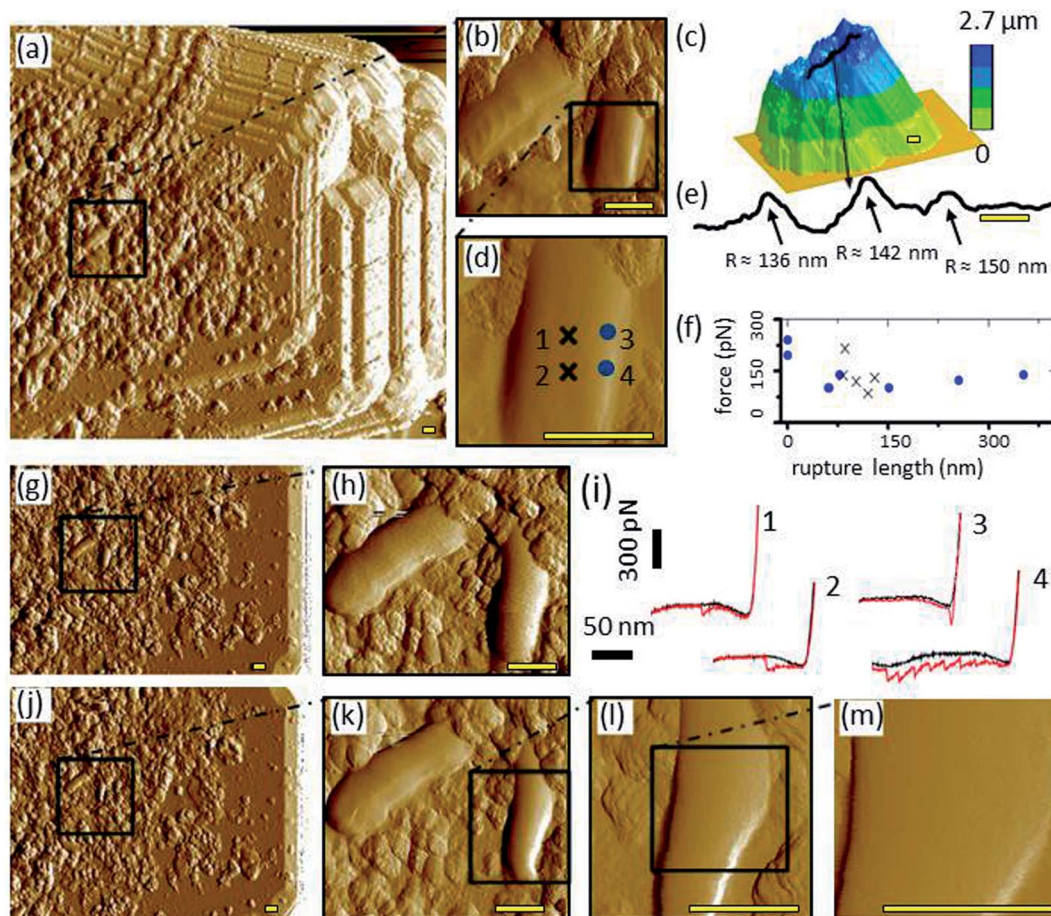 (a)
(b)
(c)
2.7 µm
0
(d)
1
2
3
4
(e)
R ≈ 136 nm
R ≈ 142 nm
R ≈ 150 nm
(f)
force (pN)
300
150
0
0
150
300
rupture length (nm)
(g)
(h)
(i)
300 pN
50 nm
1
2
3
4
(j)
(k)
(l)
(m)